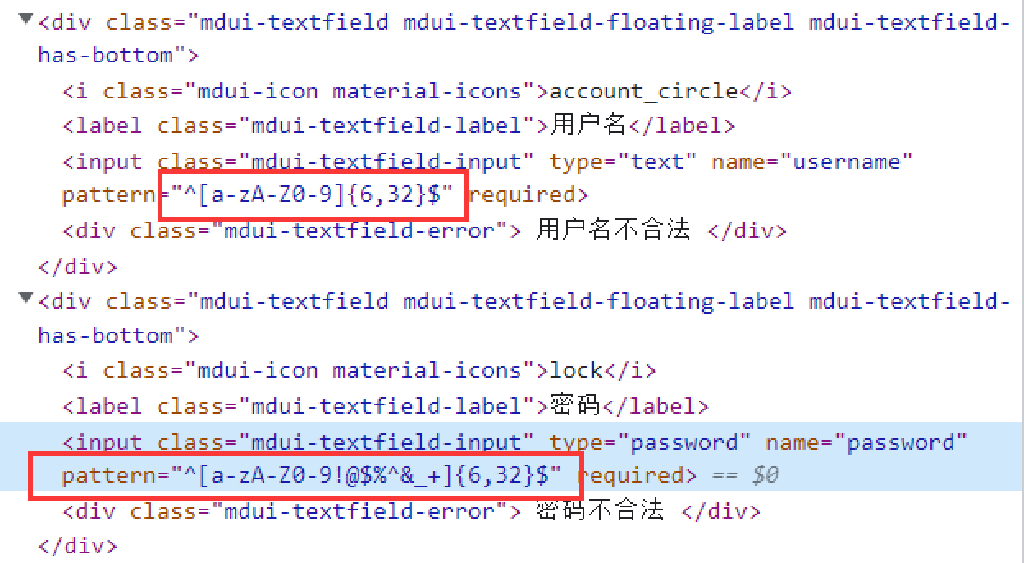 ▼<div class="mdui-textfield mdui-textfield-floating-label mdui-textfield-
has-bottom">
<i class="mdui-icon material-icons">account_circle</i>
<label class="mdui-textfield-label">用户名</label>
<input class="mdui-textfield-input" type="text" name="username"
pattern="^[a-zA-Z0-9]{6,32}$" required>
<div class="mdui-textfield-error"> 用户名不合法 </div>
</div>
▼<div class="mdui-textfield mdui-textfield-floating-label mdui-textfield-
has-bottom">
<i class="mdui-icon material-icons">lock</i>
<label class="mdui-textfield-label">密码</label>
<input class="mdui-textfield-input" type="password" name="password"
pattern="^[a-zA-Z0-9!@$%^&_+]{6,32}$" required> == $0
<div class="mdui-textfield-error"> 密码不合法 </div>
</div>